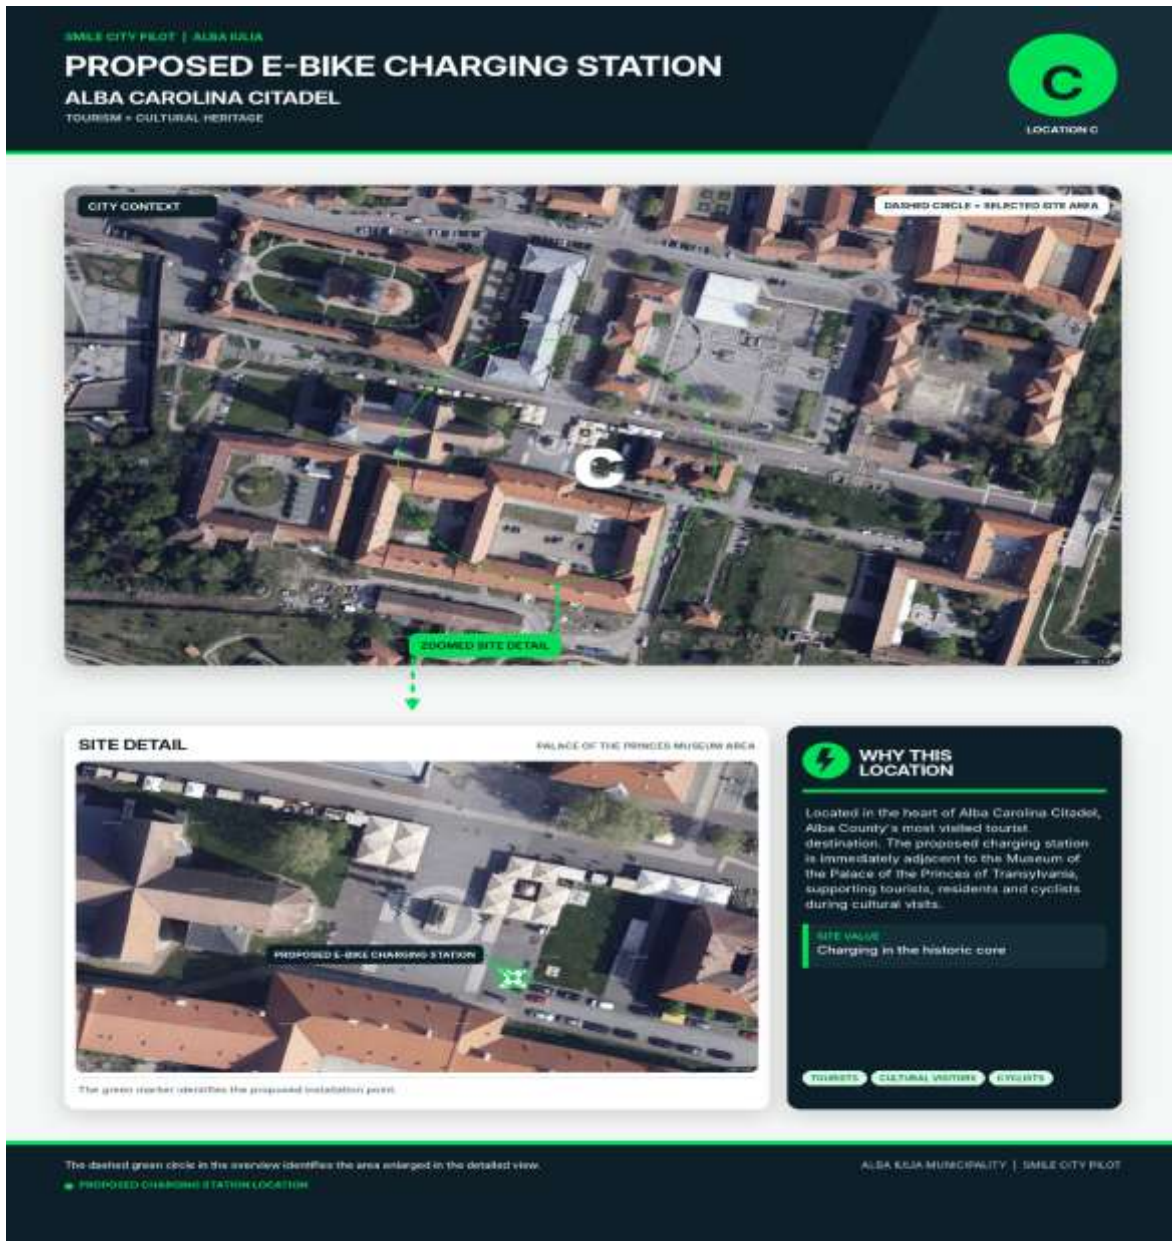 SMILE CITY PILOT | ALBA IULIA
PROPOSED E-BIKE CHARGING STATION
ALBA CAROLINA CITADEL
TOURISM + CULTURAL HERITAGE
C
LOCATION C
CITY CONTEXT
DASHED CIRCLE = SELECTED SITE AREA
C
ZOOMED SITE DETAIL
SITE DETAIL
PALACE OF THE PRINCES MUSEUM AREA
PROPOSED E-BIKE CHARGING STATION
The green marker identifies the proposed installation point.
WHY THIS
LOCATION
Located in the heart of Alba Carolina Citadel,
Alba County's most visited tourist
destination. The proposed charging station
is immediately adjacent to the Museum of
the Palace of the Princes of Transylvania,
supporting tourists, residents and cyclists
during cultural visits.
SITE VALUE
Charging in the historic core
TOURISTS
CULTURAL VISITORS
CYCLISTS
The dashed green circle in the overview identifies the area enlarged in the detailed view.
PROPOSED CHARGING STATION LOCATION
ALBA IULIA MUNICIPALITY | SMILE CITY PILOT